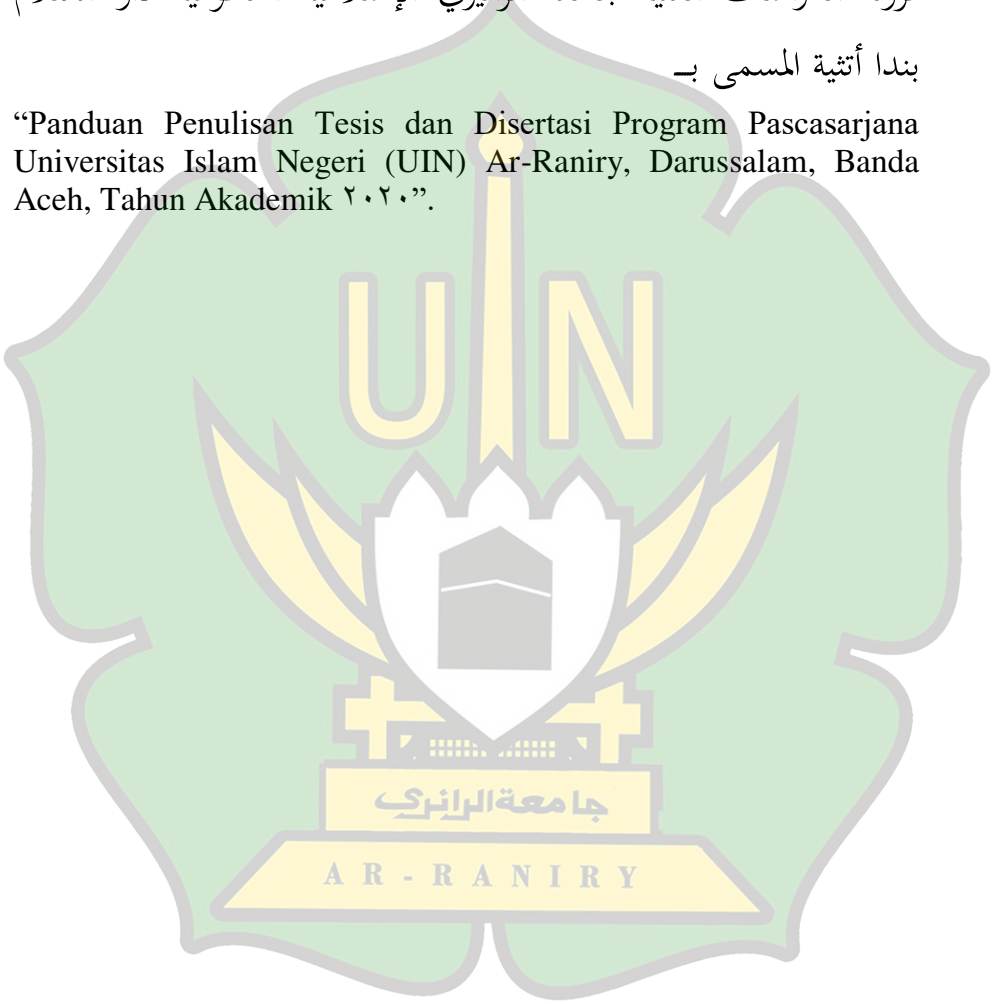 بندا أتشية المسمى بـ
“Panduan Penulisan Tesis dan Disertasi Program Pascasarjana
Universitas Islam Negeri (UIN) Ar-Raniry, Darussalam, Banda
Aceh, Tahun Akademik ٢٠٢٠”.
UIN
جامعة الرانري
AR-RANIRY